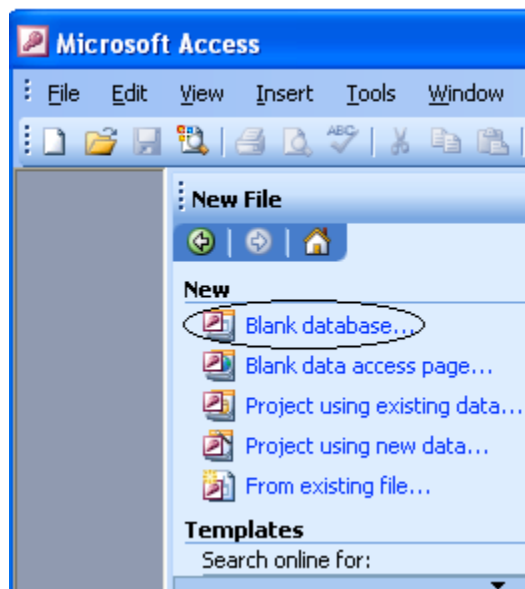 Microsoft Access
File Edit View Insert Tools Window
ABC
New File
New
Blank database...
Blank data access page...
Project using existing data...
Project using new data...
From existing file...
Templates
Search online for: